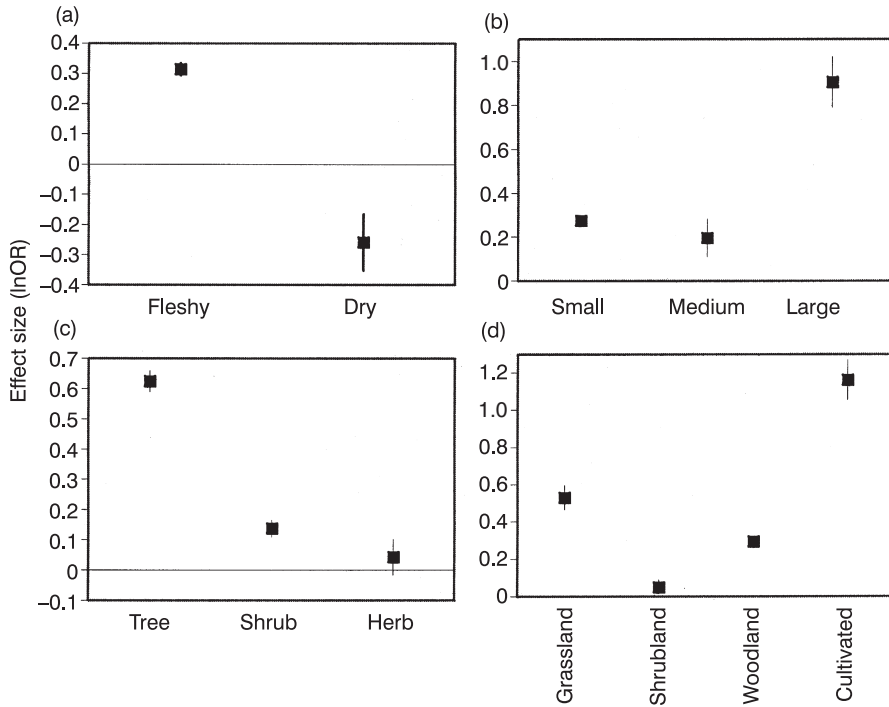 Effect size (lnOR)
(a)
0.4
0.3
0.2
0.1
0
−0.1
−0.2
−0.3
−0.4
Fleshy Dry
(b)
1.0
0.8
0.6
0.4
0.2
0
Small Medium Large
(c)
0.7
0.6
0.5
0.4
0.3
0.2
0.1
0
−0.1
Tree Shrub Herb
(d)
1.2
1.0
0.8
0.6
0.4
0.2
0
Grassland
Shrubland
Woodland
Cultivated